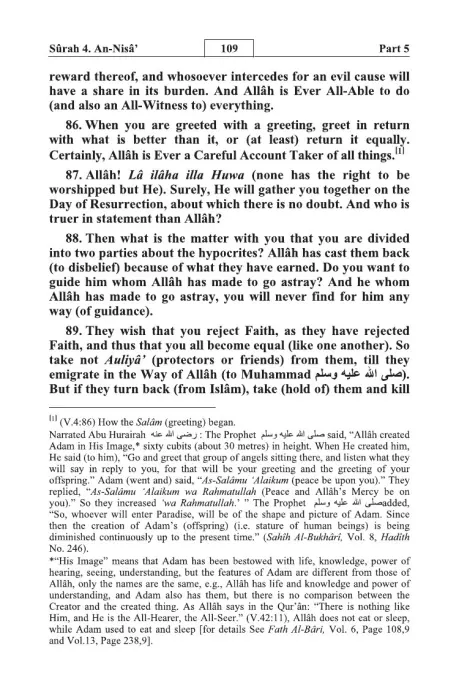 Sûrah 4. An-Nisâ’ 109 Part 5
reward thereof, and whosoever intercedes for an evil cause will
have a share in its burden. And Allâh is Ever All-Able to do
(and also an All-Witness to) everything.
86. When you are greeted with a greeting, greet in return
with what is better than it, or (at least) return it equally.
Certainly, Allâh is Ever a Careful Account Taker of all things.[1]
87. Allâh! Lâ ilâha illa Huwa (none has the right to be
worshipped but He). Surely, He will gather you together on the
Day of Resurrection, about which there is no doubt. And who is
truer in statement than Allâh?
88. Then what is the matter with you that you are divided
into two parties about the hypocrites? Allâh has cast them back
(to disbelief) because of what they have earned. Do you want to
guide him whom Allâh has made to go astray? And he whom
Allâh has made to go astray, you will never find for him any
way (of guidance).
89. They wish that you reject Faith, as they have rejected
Faith, and thus that you all become equal (like one another). So
take not Auliyâ’ (protectors or friends) from them, till they
emigrate in the Way of Allâh (to Muhammad صلى الله عليه وسلم).
But if they turn back (from Islâm), take (hold of) them and kill
[1] (V.4:86) How the Salâm (greeting) began.
Narrated Abu Hurairah رضى الله عنه : The Prophet صلى الله عليه وسلم said, “Allâh created
Adam in His Image,* sixty cubits (about 30 metres) in height. When He created him,
He said (to him), “Go and greet that group of angels sitting there, and listen what they
will say in reply to you, for that will be your greeting and the greeting of your
offspring.” Adam (went and) said, “As-Salâmu ‘Alaikum (peace be upon you).” They
replied, “As-Salâmu ‘Alaikum wa Rahmatullah (Peace and Allâh’s Mercy be on
you).” So they increased ‘wa Rahmatullah.’ ” The Prophet صلى الله عليه وسلم added,
“So, whoever will enter Paradise, will be of the shape and picture of Adam. Since
then the creation of Adam’s (offspring) (i.e. stature of human beings) is being
diminished continuously up to the present time.” (Sahîh Al-Bukhârî, Vol. 8, Hadîth
No. 246).
*“His Image” means that Adam has been bestowed with life, knowledge, power of
hearing, seeing, understanding, but the features of Adam are different from those of
Allâh, only the names are the same, e.g., Allâh has life and knowledge and power of
understanding, and Adam also has them, but there is no comparison between the
Creator and the created thing. As Allâh says in the Qur’ân: “There is nothing like
Him, and He is the All-Hearer, the All-Seer.” (V.42:11), Allâh does not eat or sleep,
while Adam used to eat and sleep [for details See Fath Al-Bârî, Vol. 6, Page 108,9
and Vol.13, Page 238,9].